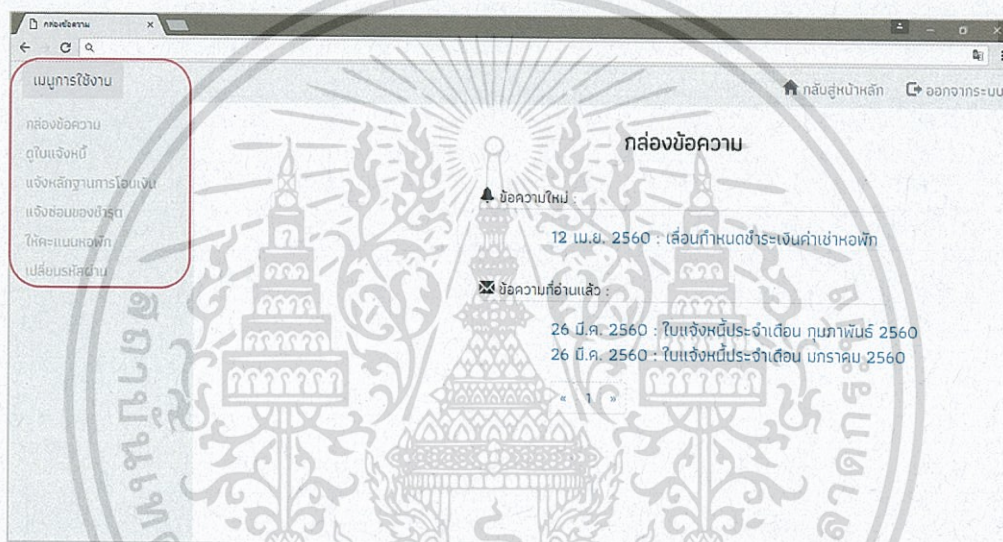 กล่องข้อความ
เมนูการใช้งาน
กลับสู่หน้าหลัก ออกจากระบบ
กล่องข้อความ
ดูใบแจ้งหนี้
แจ้งหลักฐานการโอนเงิน
แจ้งซ่อมของชำรุด
ให้คะแนนหอพัก
เปลี่ยนรหัสผ่าน
กล่องข้อความ
ข้อความใหม่ :
12 เม.ย. 2560 : เลื่อนกำหนดชำระเงินค่าเช่าหอพัก
ข้อความที่อ่านแล้ว :
26 มี.ค. 2560 : ใบแจ้งหนี้ประจำเดือน กุมภาพันธ์ 2560
26 มี.ค. 2560 : ใบแจ้งหนี้ประจำเดือน มกราคม 2560
« 1 »